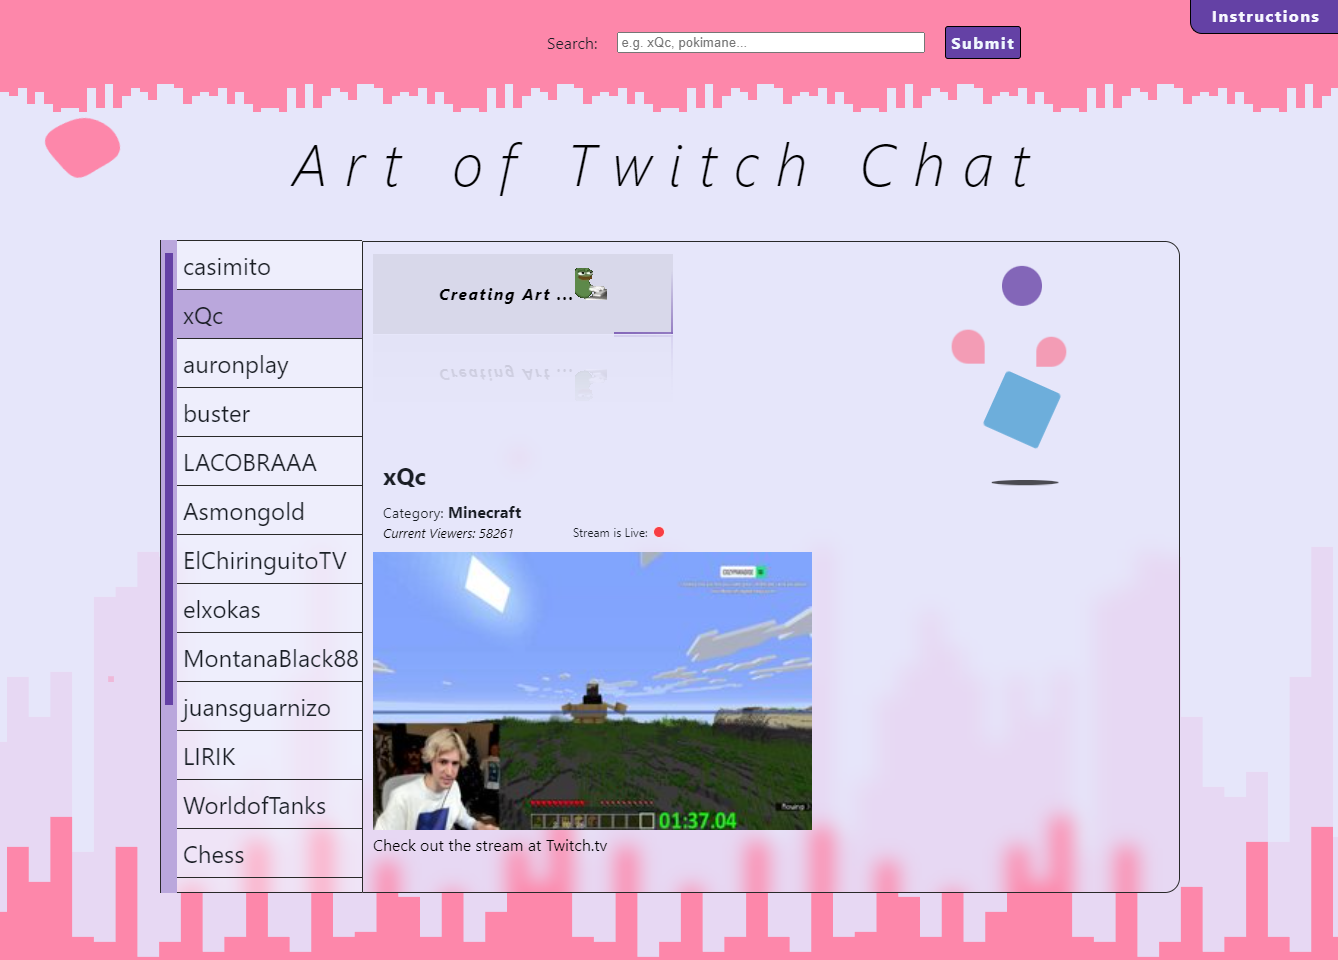 Instructions
Search:
e.g. xQc, pokimane...
Submit
Art of Twitch Chat
casimito
xQc
auronplay
buster
LACOBRAAA
Asmongold
ElChiringuitoTV
elxokas
MontanaBlack88
juansguarnizo
LIRIK
WorldofTanks
Chess
Creating Art ...
Creating Art ...
xQc
Category: Minecraft
Current Viewers: 58261
Stream is Live:
01:37.04
Check out the stream at Twitch.tv